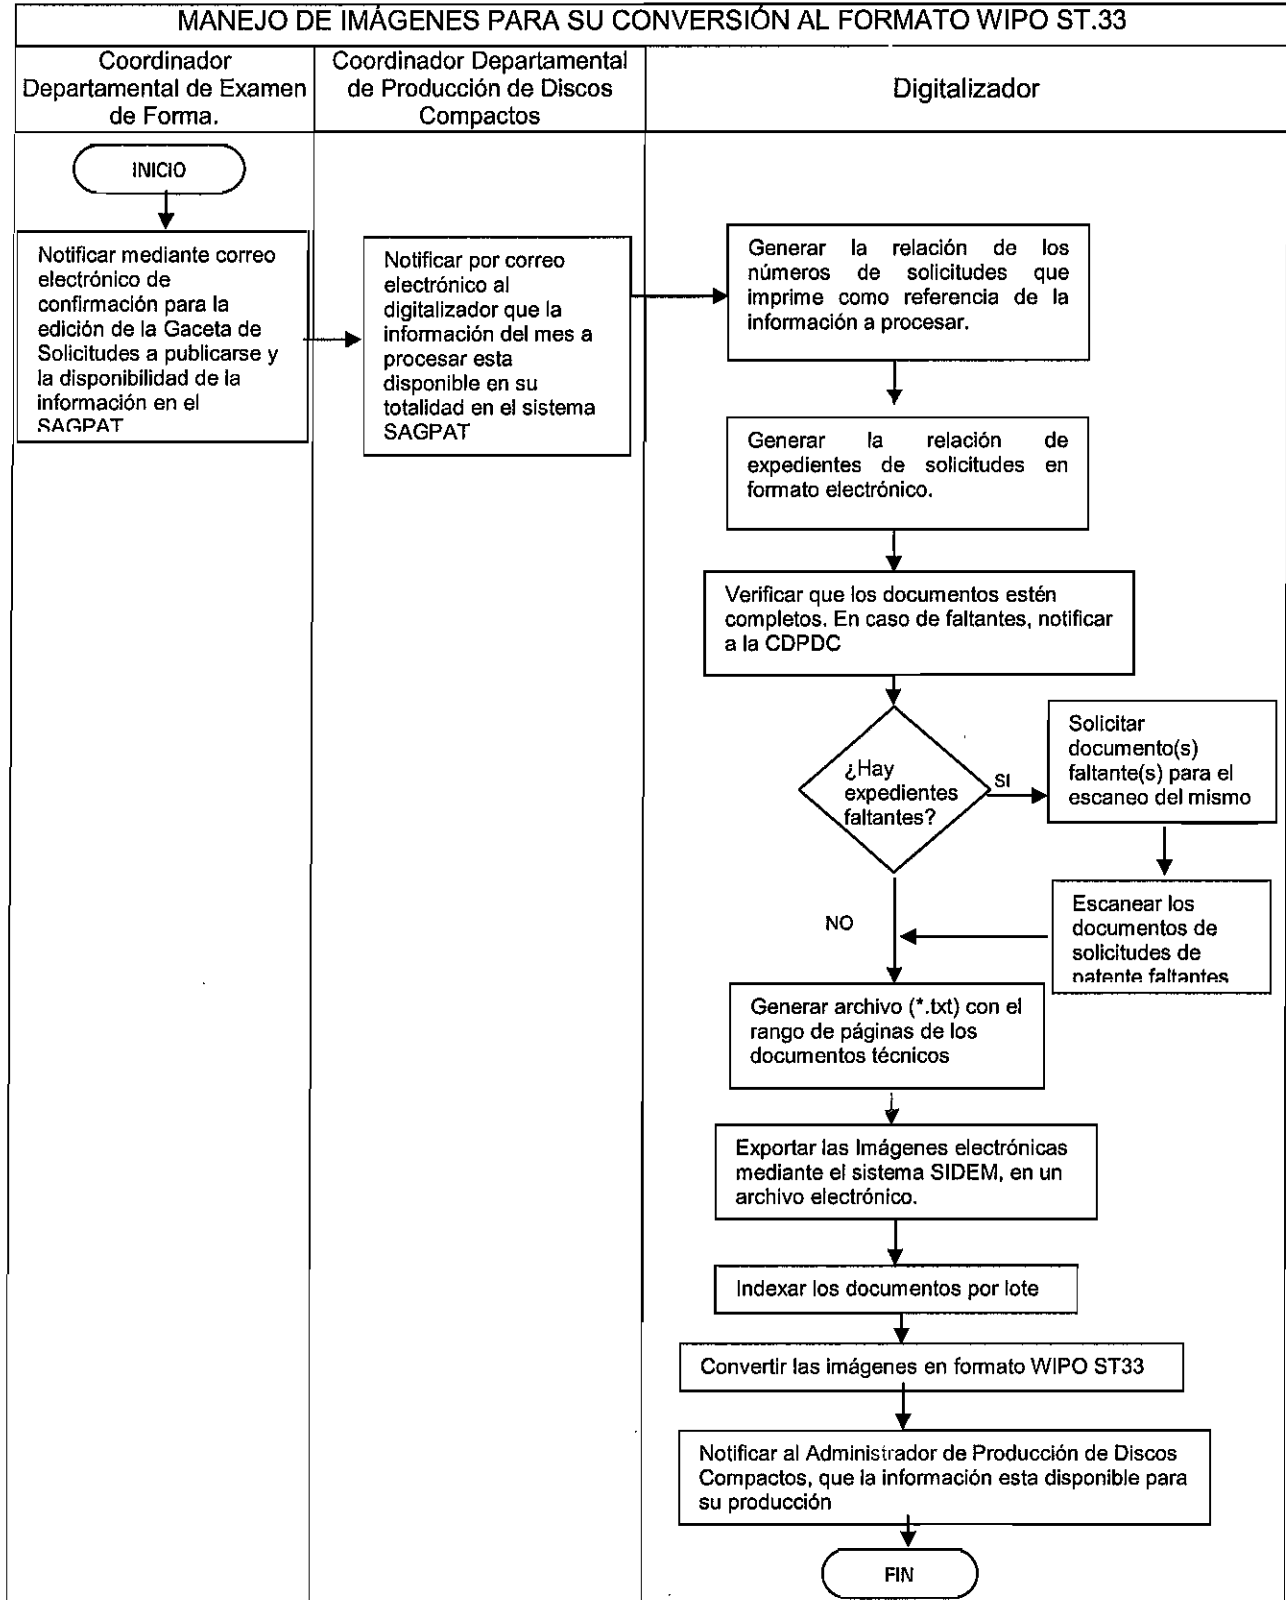 MANEJO DE IMÁGENES PARA SU CONVERSIÓN AL FORMATO WIPO ST.33
Coordinador
Departamental de Examen
de Forma.
Coordinador Departamental
de Producción de Discos
Compactos
Digitalizador
INICIO
Notificar mediante correo
electrónico de
confirmación para la
edición de la Gaceta de
Solicitudes a publicarse y
la disponibilidad de la
información en el
SAGPAT
Notificar por correo
electrónico al
digitalizador que la
información del mes a
procesar esta
disponible en su
totalidad en el sistema
SAGPAT
Generar la relación de los
números de solicitudes que
imprime como referencia de la
información a procesar.
Generar la relación de
expedientes de solicitudes en
formato electrónico.
Verificar que los documentos estén
completos. En caso de faltantes, notificar
a la CDPDC
¿Hay
expedientes
faltantes?
SI
Solicitar
documento(s)
faltante(s) para el
escaneo del mismo
Escanear los
documentos de
solicitudes de
patente faltantes
NO
Generar archivo (*.txt) con el
rango de páginas de los
documentos técnicos
Exportar las Imágenes electrónicas
mediante el sistema SIDEM, en un
archivo electrónico.
Indexar los documentos por lote
Convertir las imágenes en formato WIPO ST33
Notificar al Administrador de Producción de Discos
Compactos, que la información esta disponible para
su producción
FIN